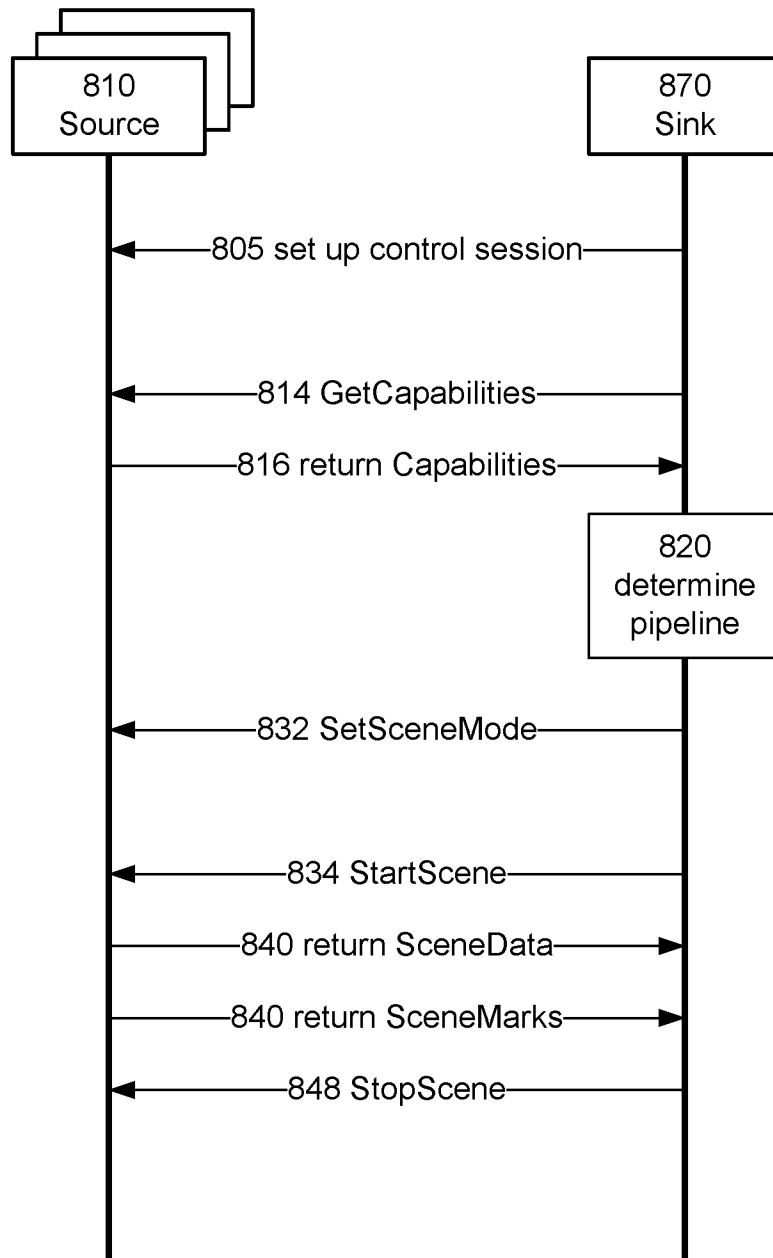 810
Source
870
Sink
805 set up control session
814 GetCapabilities
816 return Capabilities
820
determine
pipeline
832 SetSceneMode
834 StartScene
840 return SceneData
840 return SceneMarks
848 StopScene